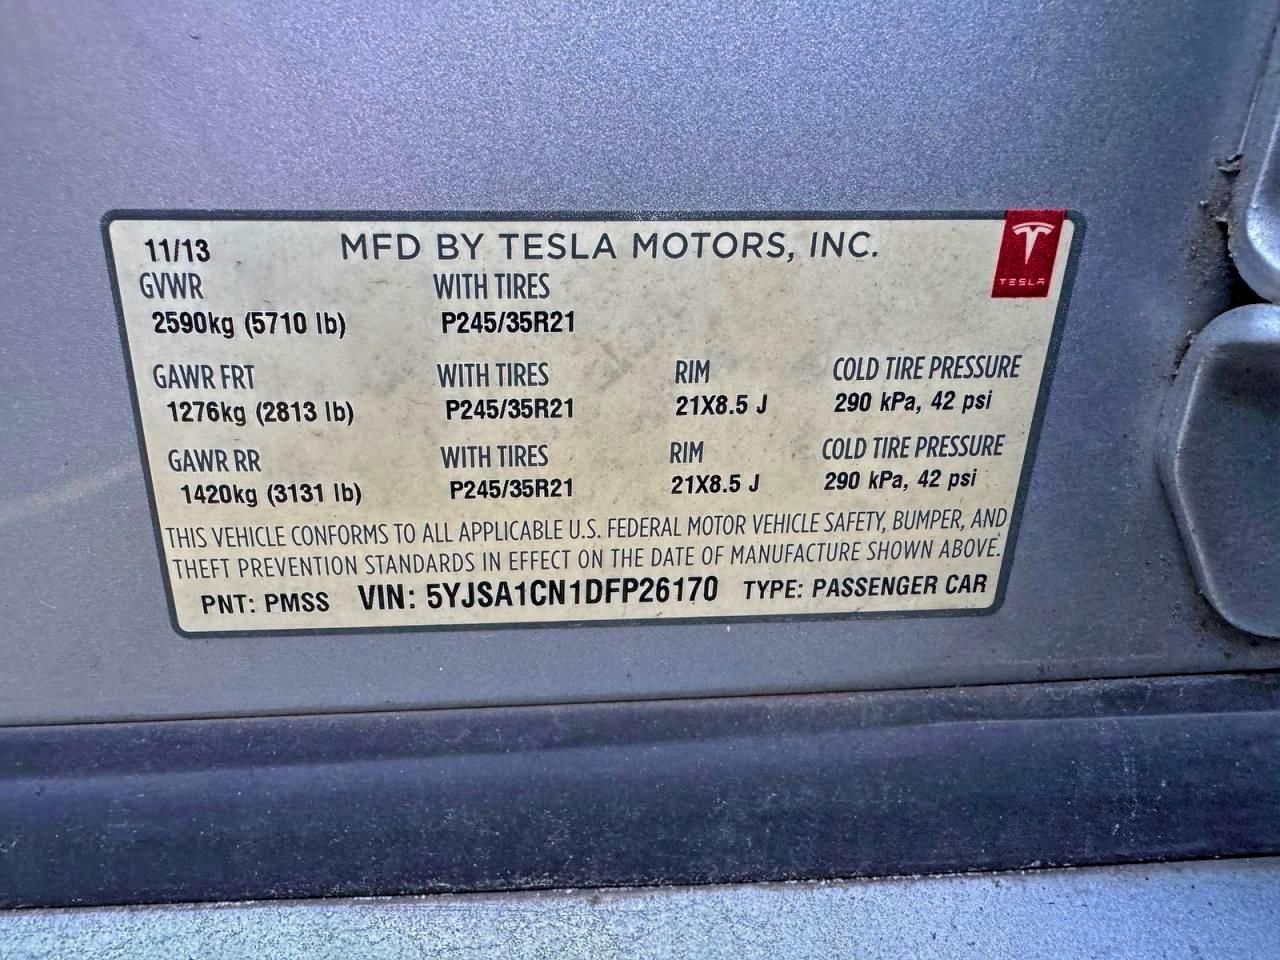 11/13 MFD BY TESLA MOTORS, INC.
TESLA
GVWR WITH TIRES
2590kg (5710 lb) P245/35R21
GAWR FRT WITH TIRES RIM COLD TIRE PRESSURE
1276kg (2813 lb) P245/35R21 21X8.5 J 290 kPa, 42 psi
GAWR RR WITH TIRES RIM COLD TIRE PRESSURE
1420kg (3131 lb) P245/35R21 21X8.5 J 290 kPa, 42 psi
THIS VEHICLE CONFORMS TO ALL APPLICABLE U.S. FEDERAL MOTOR VEHICLE SAFETY, BUMPER, AND
THEFT PREVENTION STANDARDS IN EFFECT ON THE DATE OF MANUFACTURE SHOWN ABOVE.
PNT: PMSS VIN: 5YJSA1CN1DFP26170 TYPE: PASSENGER CAR